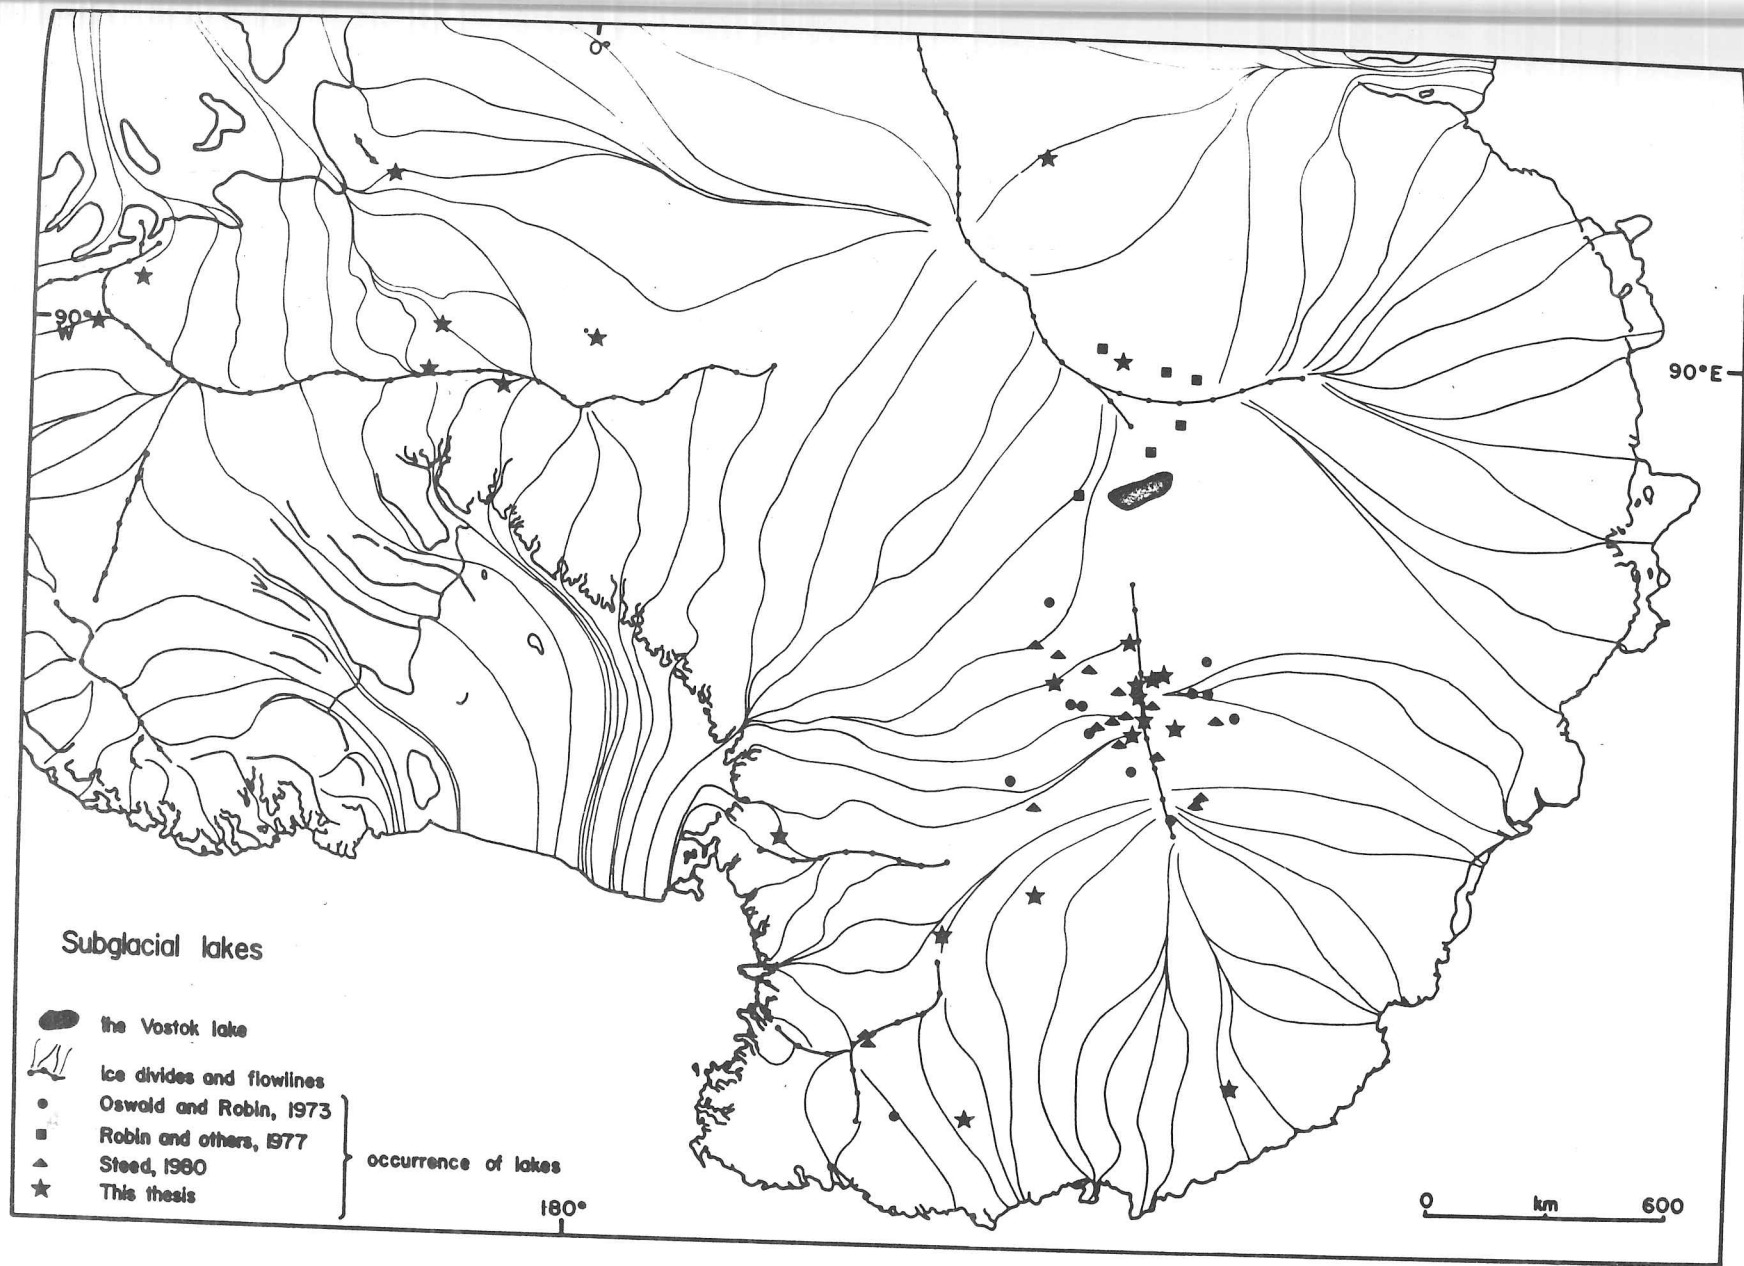 0°
90°
W
90°E
Subglacial lakes
the Vostok lake
Ice divides and flowlines
Oswald and Robin, 1973
Robin and others, 1977
Steed, 1980
This thesis
occurrence of lakes
180°
0 km 600